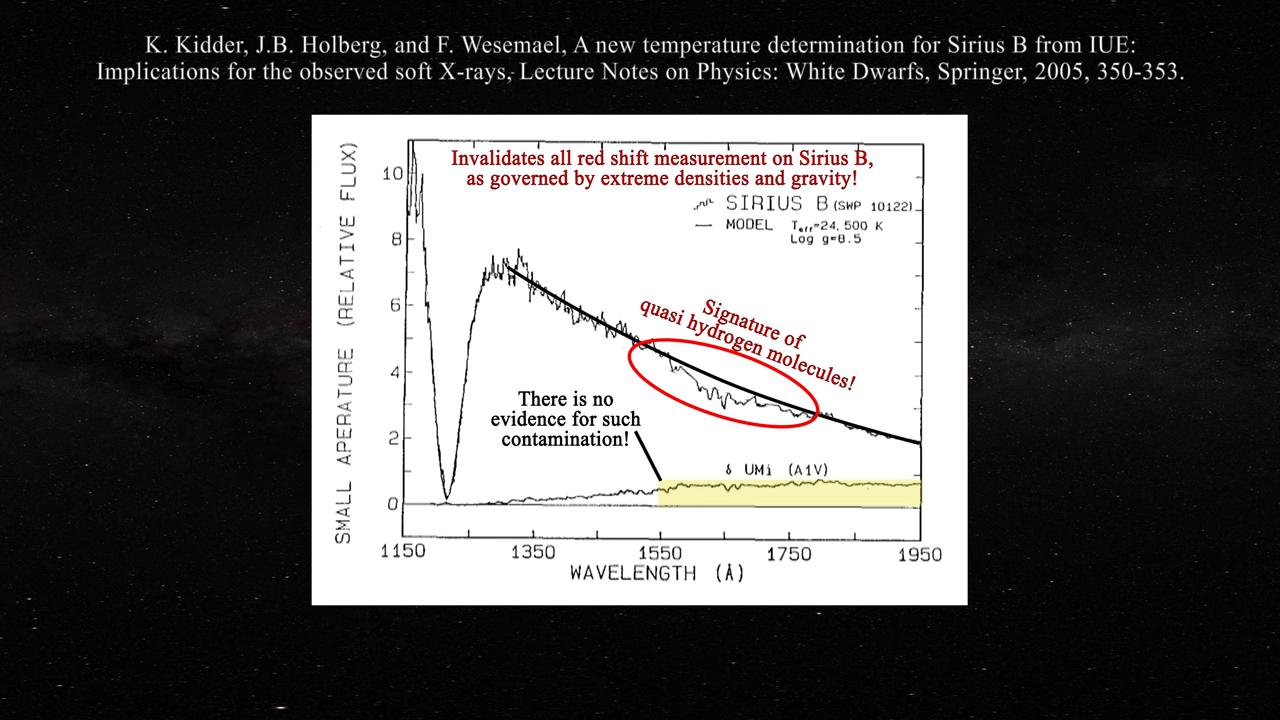 K. Kidder, J.B. Holberg, and F. Wesemael, A new temperature determination for Sirius B from IUE:
Implications for the observed soft X-rays, Lecture Notes on Physics: White Dwarfs, Springer, 2005, 350-353.
Invalidates all red shift measurement on Sirius B,
as governed by extreme densities and gravity!
SIRIUS B (SWP 10122)
MODEL Teff=24,500 K
Log g=8.5
Signature of
quasi hydrogen molecules!
There is no
evidence for such
contamination!
δ UMi (A1V)
SMALL APERATURE (RELATIVE FLUX)
10
8
6
4
2
0
1150 1350 1550 1750 1950
WAVELENGTH (Å)